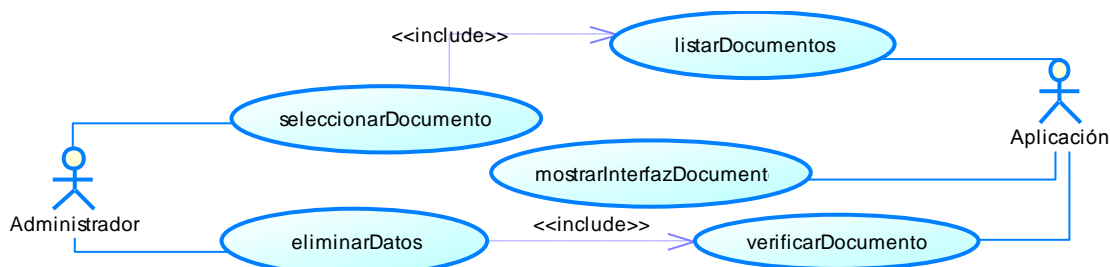 <<include>>
listarDocumentos
seleccionarDocumento
Aplicación
mostrarInterfazDocument
Administrador
eliminarDatos
<<include>>
verificarDocumento